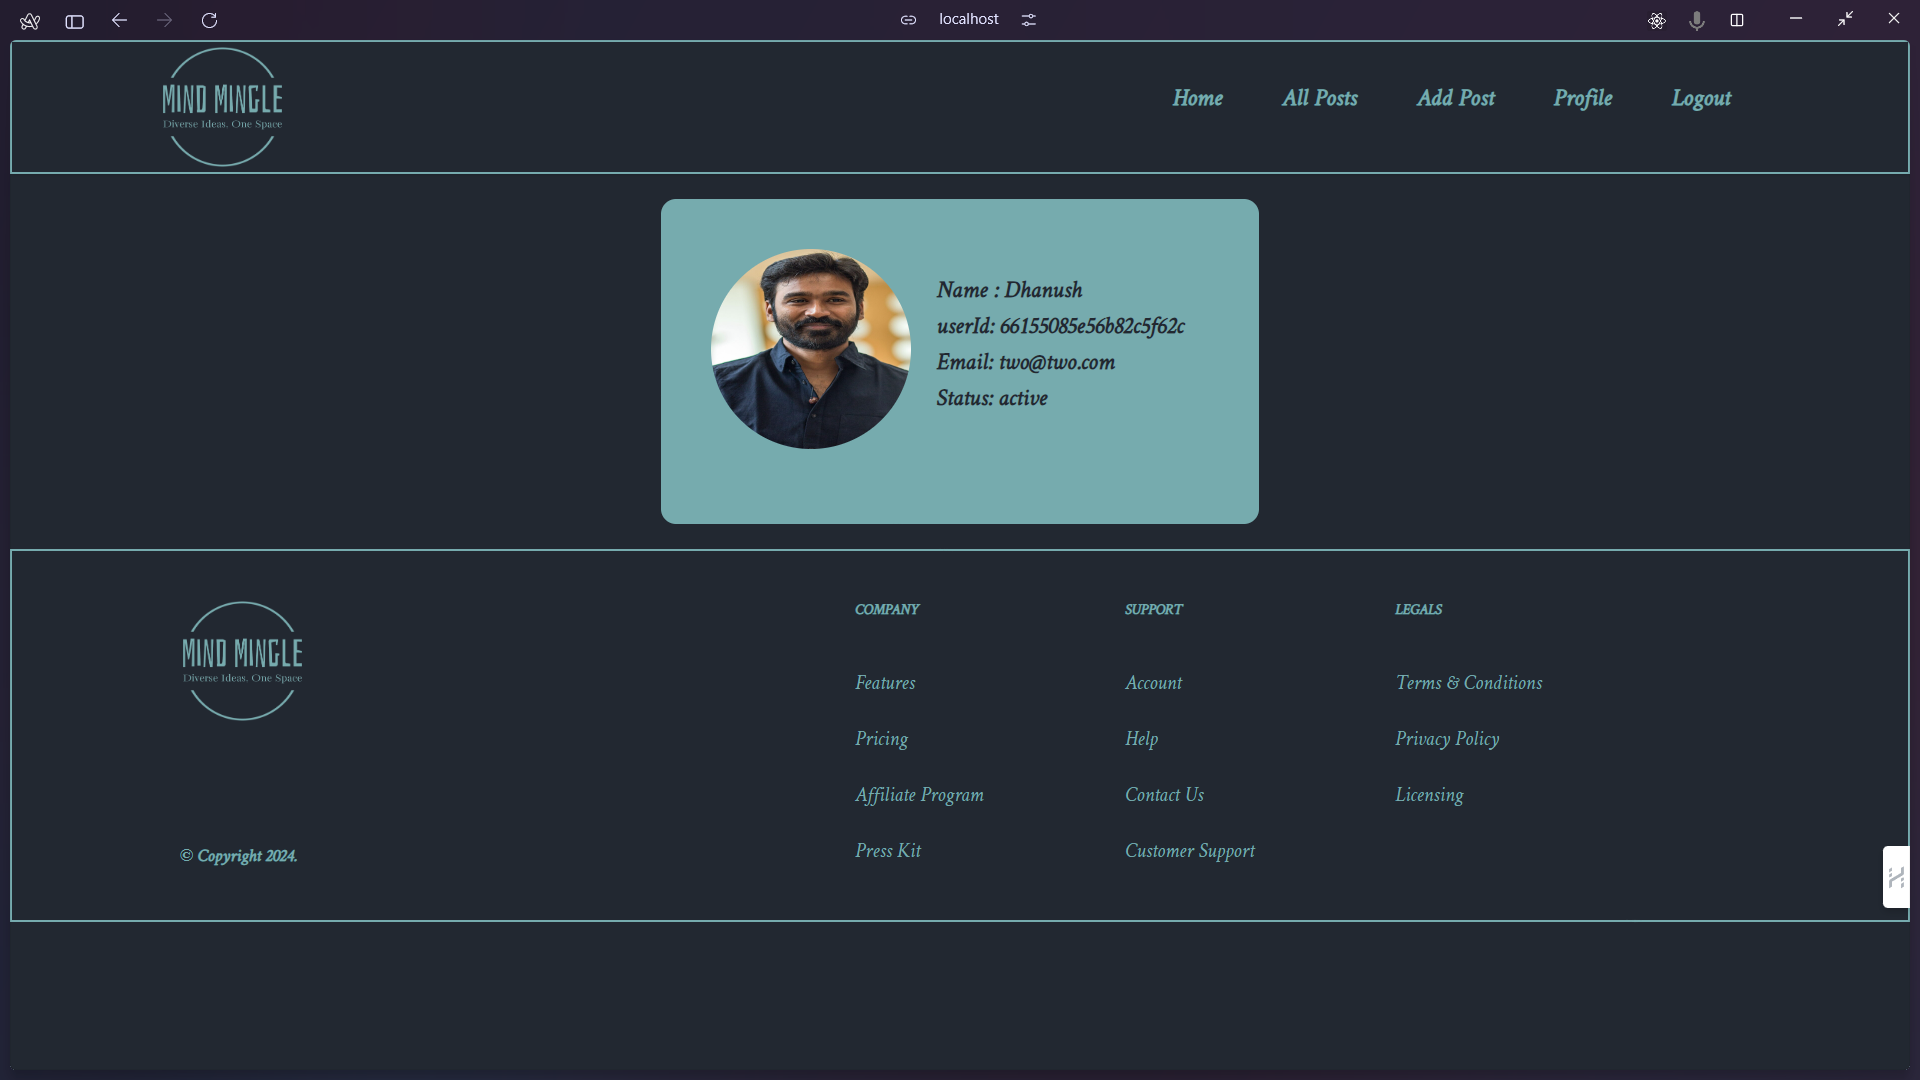 localhost
MIND MINGLE
Diverse Ideas. One Space
Home
All Posts
Add Post
Profile
Logout
Name : Dhanush
userId: 66155085e56b82c5f62c
Email: two@two.com
Status: active
MIND MINGLE
Diverse Ideas. One Space
© Copyright 2024.
COMPANY
Features
Pricing
Affiliate Program
Press Kit
SUPPORT
Account
Help
Contact Us
Customer Support
LEGALS
Terms & Conditions
Privacy Policy
Licensing